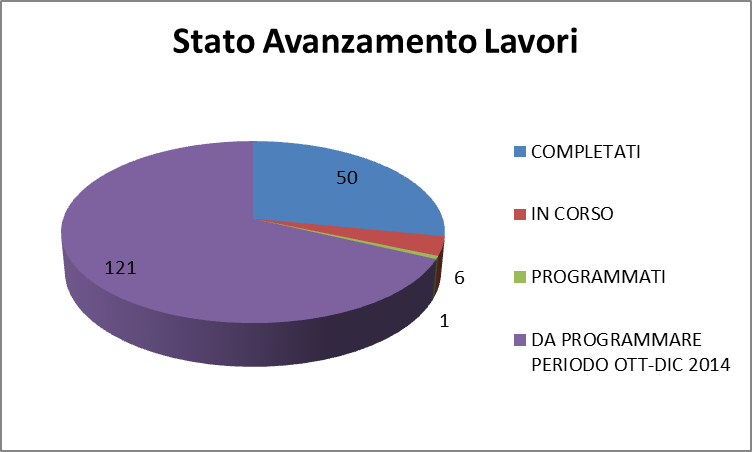 Stato Avanzamento Lavori
50
6
1
121
COMPLETATI
IN CORSO
PROGRAMMATI
DA PROGRAMMARE
PERIODO OTT-DIC 2014